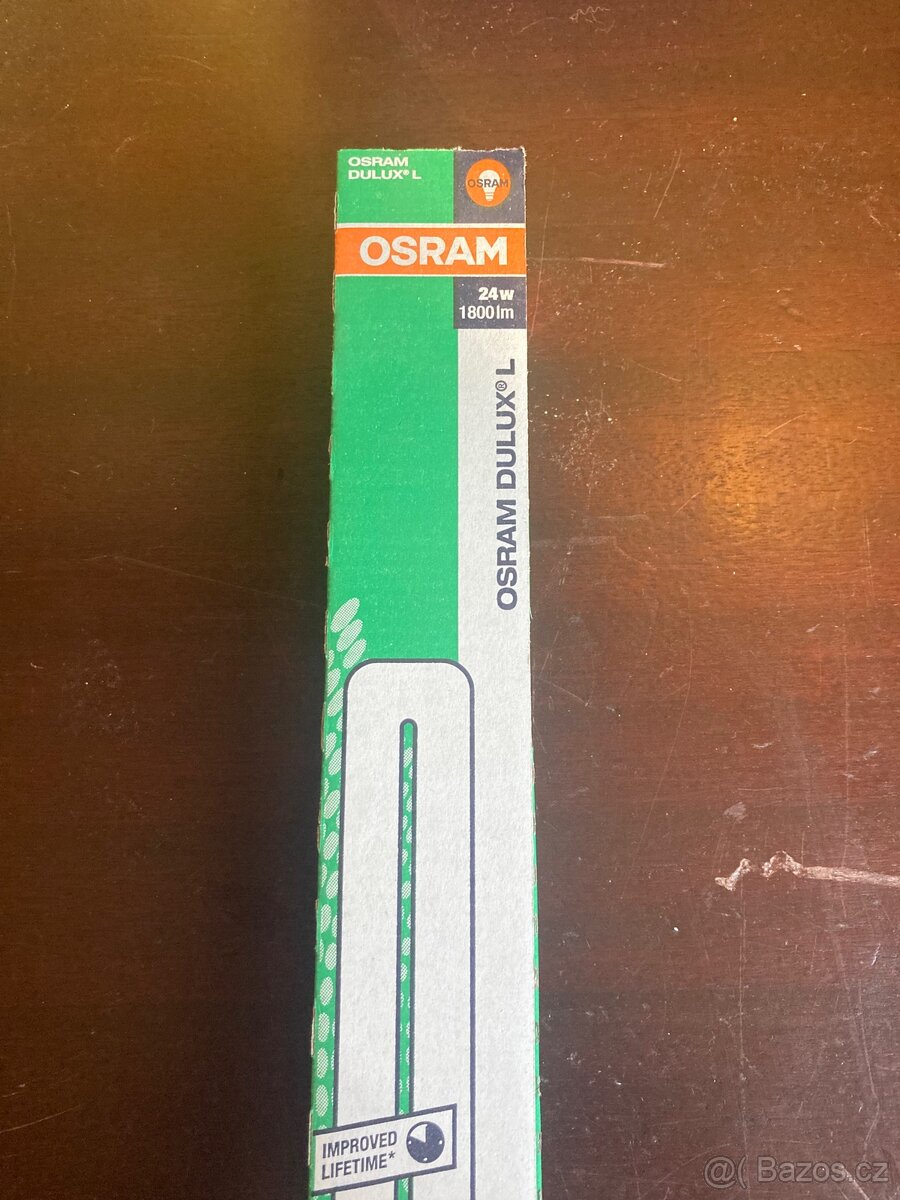 OSRAM
DULUX® L
OSRAM
OSRAM
24w
1800lm
OSRAM DULUX® L
IMPROVED
LIFETIME*
@( Bazos.cz